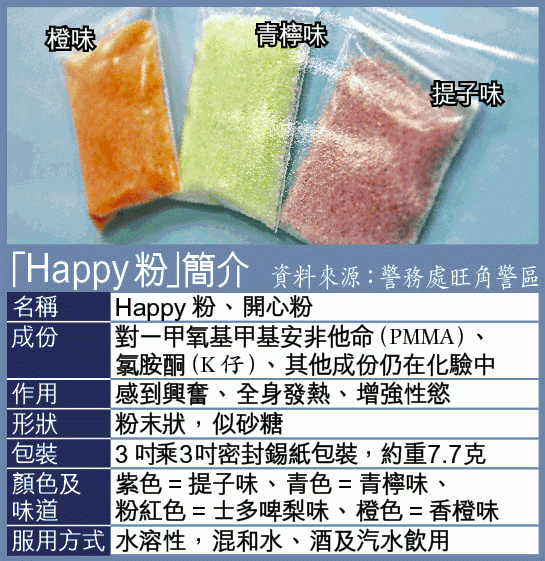 橙味
青檸味
提子味
「Happy 粉」簡介 資料來源：警務處旺角警區
名稱 Happy 粉、開心粉
成份 對一甲氧基甲基安非他命 (PMMA)、
氯胺酮 (K 仔)、其他成份仍在化驗中
作用 感到興奮、全身發熱、增強性慾
形狀 粉末狀，似砂糖
包裝 3 吋乘3吋密封錫紙包裝，約重7.7克
顏色及 紫色 = 提子味、青色 = 青檸味、
味道 粉紅色 = 士多啤梨味、橙色 = 香橙味
服用方式 水溶性，混和水、酒及汽水飲用